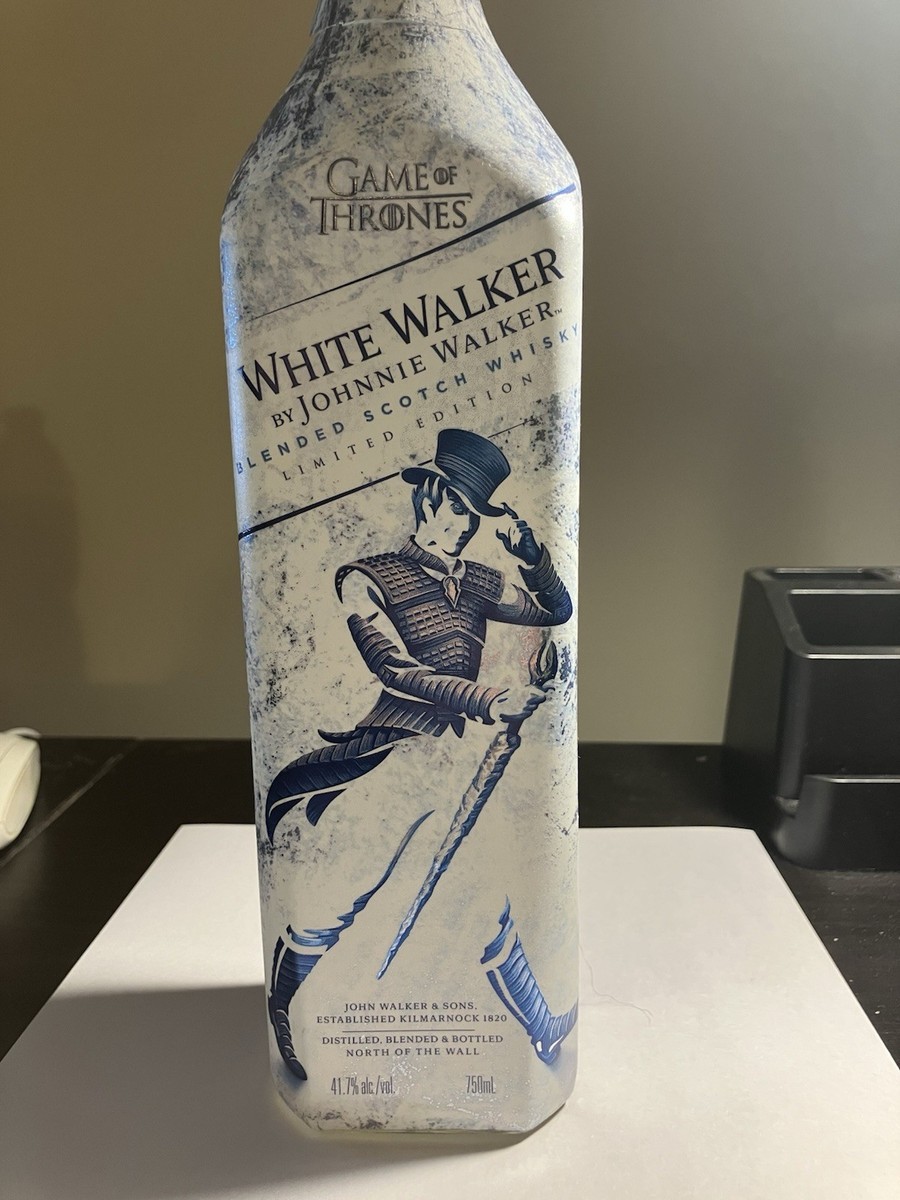 GAME OF
THRONES
WHITE WALKER
BY JOHNNIE WALKER™
BLENDED SCOTCH WHISKY
LIMITED EDITION
JOHN WALKER & SONS.
ESTABLISHED KILMARNOCK 1820
DISTILLED, BLENDED & BOTTLED
NORTH OF THE WALL
41.7% alc./vol. 750mL